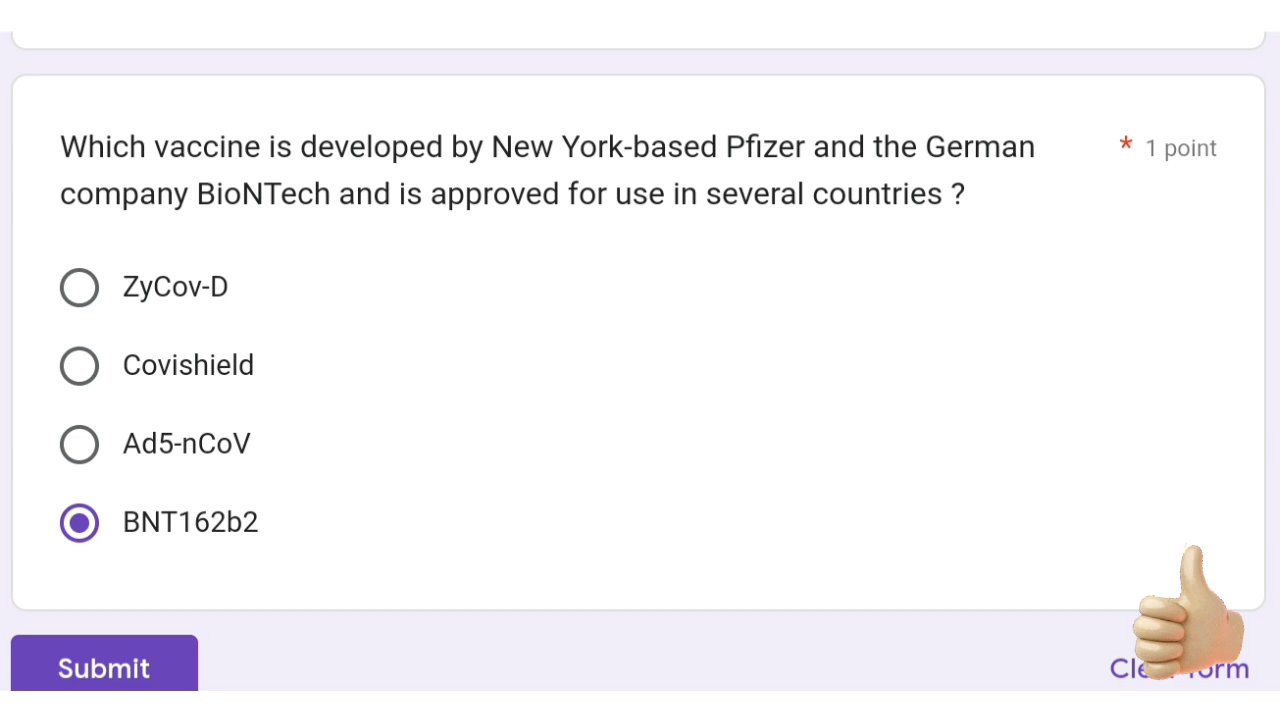 Which vaccine is developed by New York-based Pfizer and the German
* 1 point
company BioNTech and is approved for use in several countries ?
ZyCov-D
Covishield
Ad5-nCoV
BNT162b2
Submit